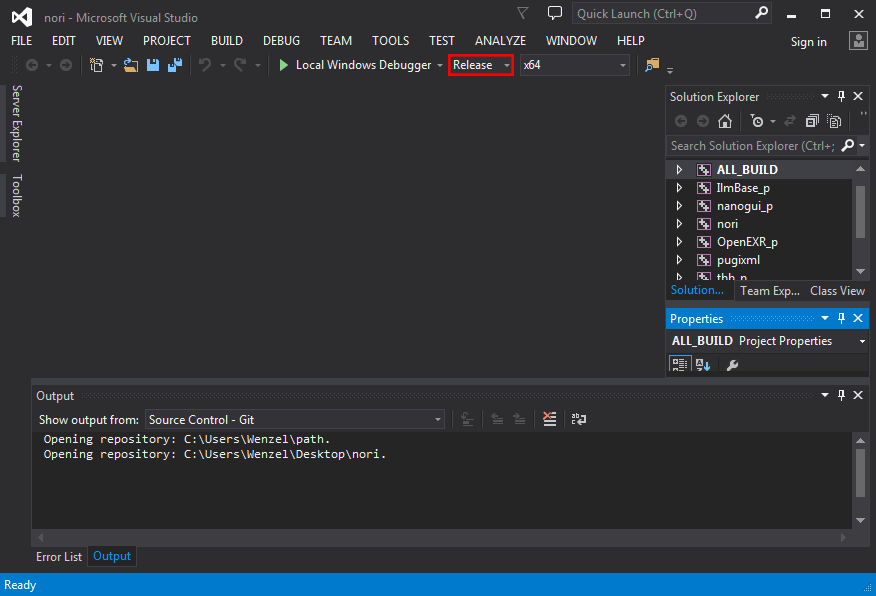 nori - Microsoft Visual Studio
Quick Launch (Ctrl+Q)
FILE EDIT VIEW PROJECT BUILD DEBUG TEAM TOOLS TEST ANALYZE WINDOW HELP
Sign in
Local Windows Debugger
Release
x64
Server Explorer
Toolbox
Solution Explorer
Search Solution Explorer (Ctrl+;
ALL_BUILD
IlmBase_p
nanogui_p
nori
OpenEXR_p
pugixml
Solution... Team Exp... Class View
Properties
ALL_BUILD Project Properties
Output
Show output from: Source Control - Git
Opening repository: C:\Users\Wenzel\path.
Opening repository: C:\Users\Wenzel\Desktop\nori.
Error List Output
Ready